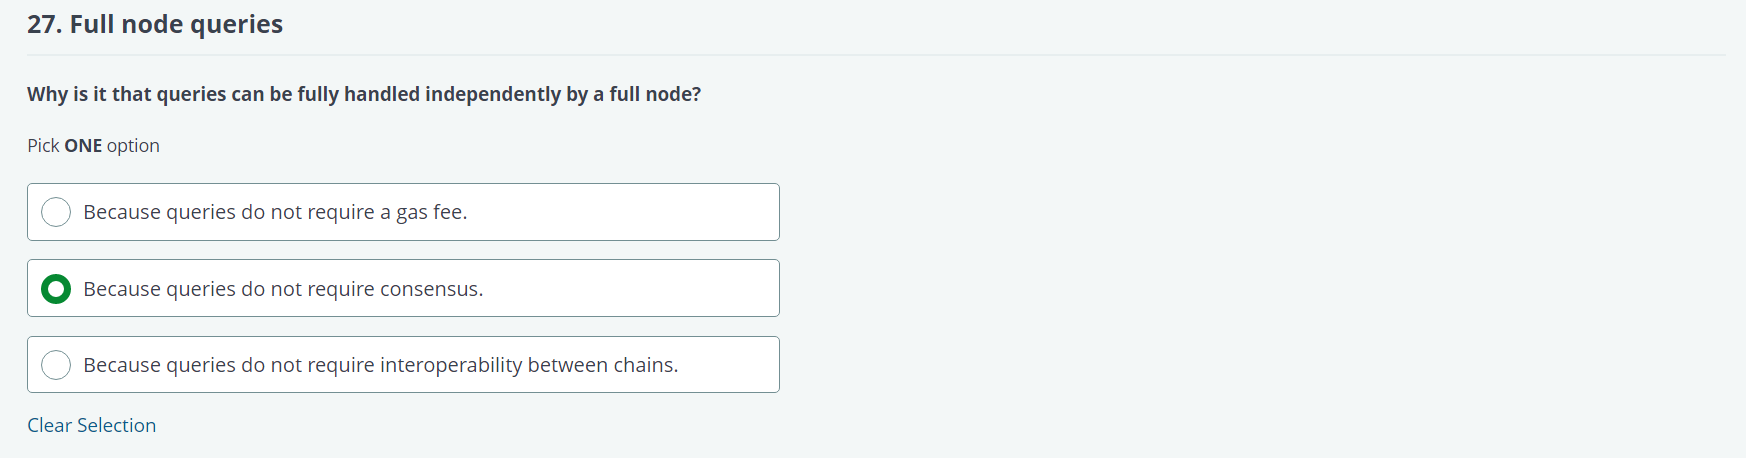 27. Full node queries
Why is it that queries can be fully handled independently by a full node?
Pick ONE option
Because queries do not require a gas fee.
Because queries do not require consensus.
Because queries do not require interoperability between chains.
Clear Selection